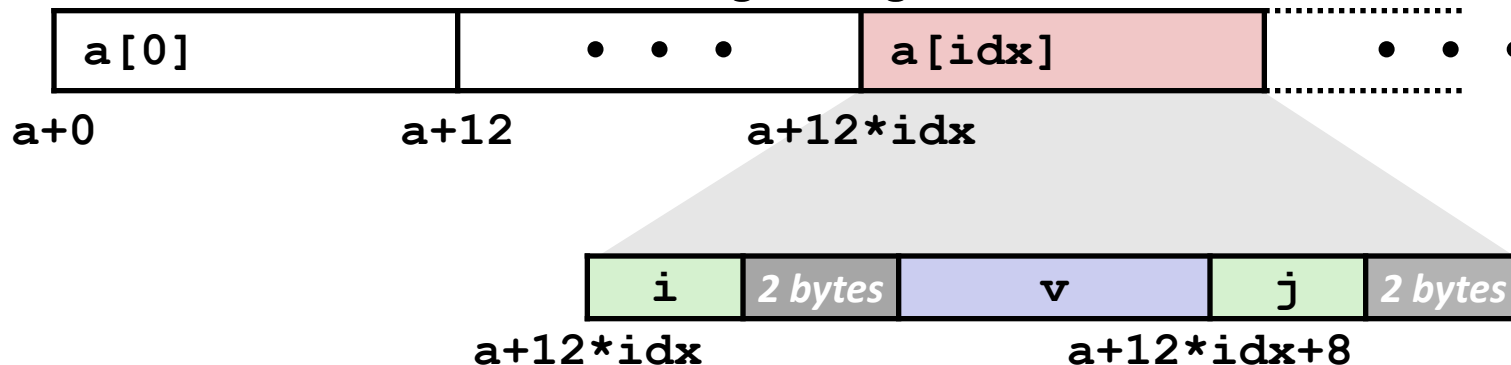 a[0] • • • a[idx] • • •
a+0 a+12 a+12*idx
i 2 bytes v j 2 bytes
a+12*idx a+12*idx+8